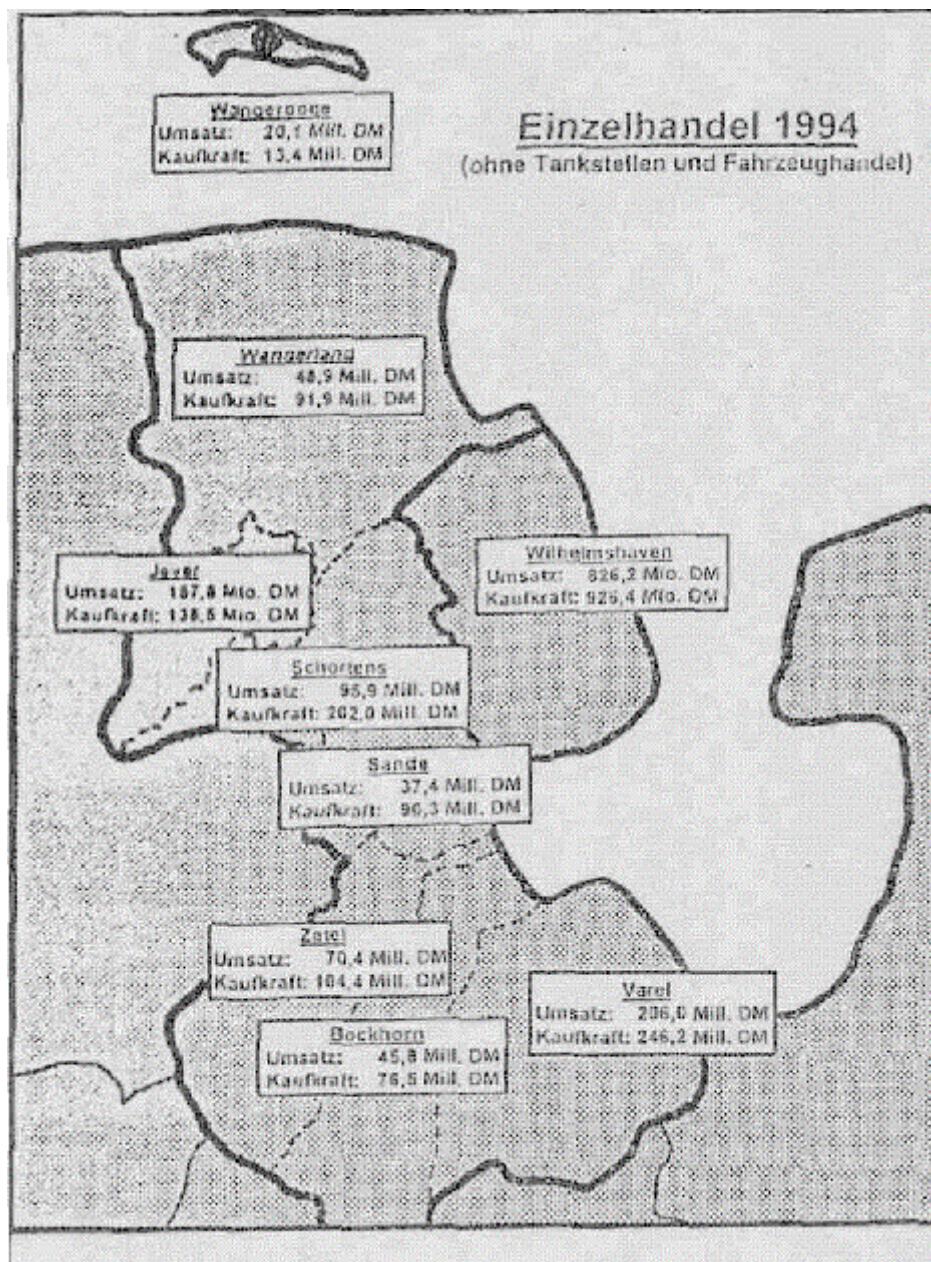 Einzelhandel 1994
(ohne Tankstellen und Fahrzeughandel)
Wangerooge
Umsatz: 20,1 Mill. DM
Kaufkraft: 13,4 Mill. DM
Wangerland
Umsatz: 48,9 Mill. DM
Kaufkraft: 91,9 Mill. DM
Jever
Umsatz: 187,8 Mio. DM
Kaufkraft: 138,5 Mio. DM
Wilhelmshaven
Umsatz: 826,2 Mio. DM
Kaufkraft: 926,4 Mio. DM
Schortens
Umsatz: 95,9 Mill. DM
Kaufkraft: 202,0 Mill. DM
Sande
Umsatz: 37,4 Mill. DM
Kaufkraft: 96,3 Mill. DM
Zetel
Umsatz: 70,4 Mill. DM
Kaufkraft: 104,4 Mill. DM
Varel
Umsatz: 206,0 Mill. DM
Kaufkraft: 246,2 Mill. DM
Bockhorn
Umsatz: 45,8 Mill. DM
Kaufkraft: 76,5 Mill. DM